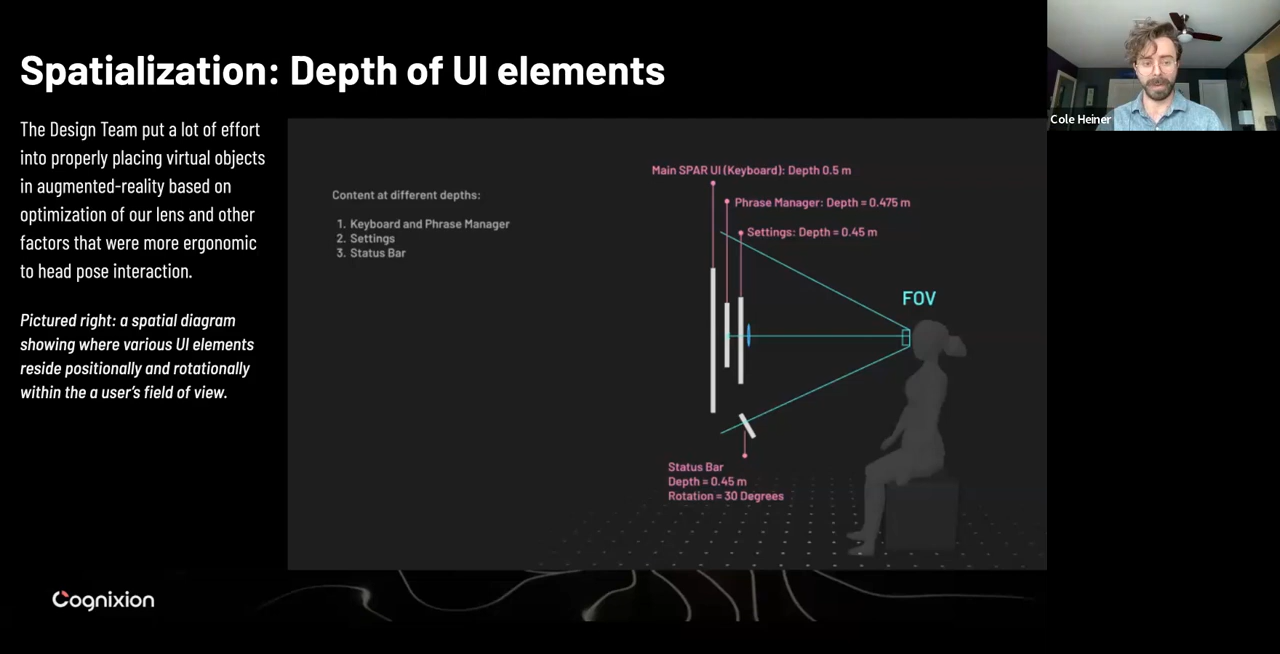 Spatialization: Depth of UI elements
Cole Heiner
The Design Team put a lot of effort
into properly placing virtual objects
in augmented-reality based on
optimization of our lens and other
factors that were more ergonomic
to head pose interaction.
Pictured right: a spatial diagram
showing where various UI elements
reside positionally and rotationally
within the a user's field of view.
Content at different depths:
1. Keyboard and Phrase Manager
2. Settings
3. Status Bar
Main SPAR UI (Keyboard): Depth 0.5 m
Phrase Manager: Depth = 0.475 m
Settings: Depth = 0.45 m
FOV
Status Bar
Depth = 0.45 m
Rotation = 30 Degrees
Cognixion